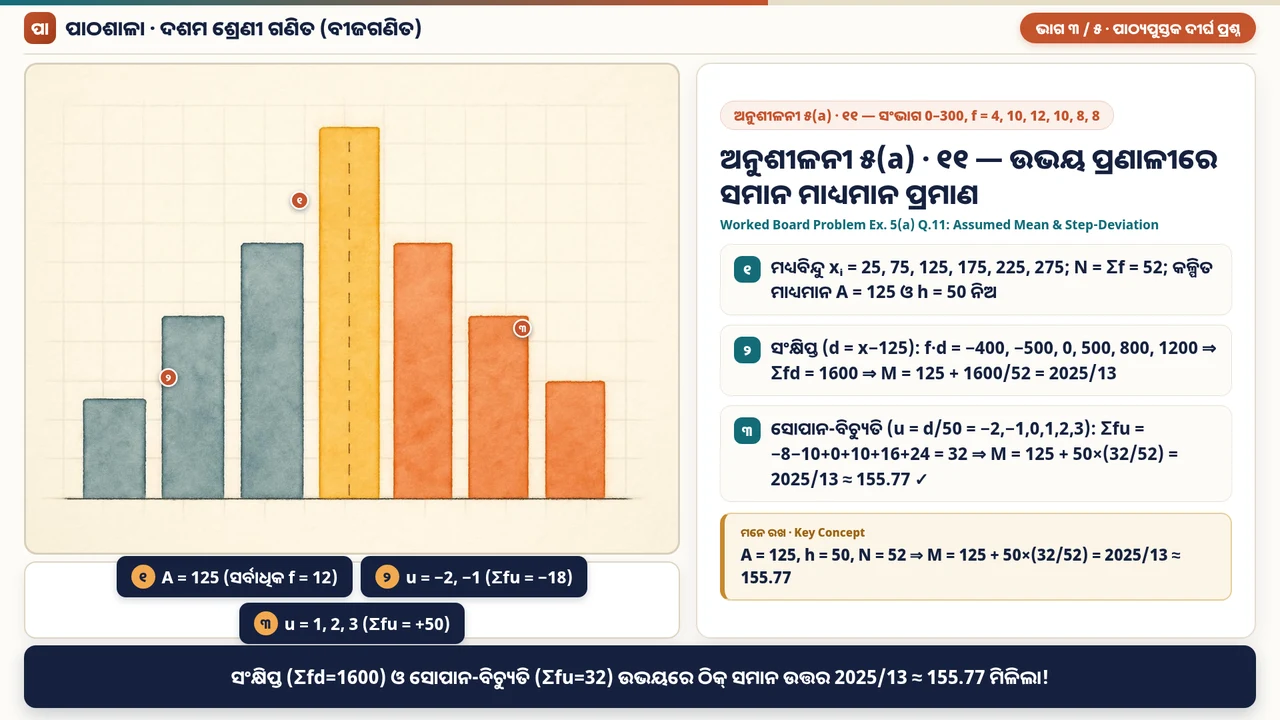 ପା
ପାଠଶାଳା · ଦଶମ ଶ୍ରେଣୀ ଗଣିତ (ବୀଜଗଣିତ)
ଭାଗ ୩ / ୫ · ପାଠ୍ୟପୁସ୍ତକ ଦୀର୍ଘ ପ୍ରଶ୍ନ
୧
୨
୩
୧ A = 125 (ସର୍ବାଧିକ f = 12)
୨ u = −2, −1 (Σfu = −18)
୩ u = 1, 2, 3 (Σfu = +50)
ଅନୁଶୀଳନୀ ୫(a) · ୧୧ — ସଂଭାଗ 0–300, f = 4, 10, 12, 10, 8, 8
ଅନୁଶୀଳନୀ ୫(a) · ୧୧ — ଉଭୟ ପ୍ରଣାଳୀରେ
ସମାନ ମାଧ୍ୟମାନ ପ୍ରମାଣ
Worked Board Problem Ex. 5(a) Q.11: Assumed Mean & Step-Deviation
୧ ମଧ୍ୟବିନ୍ଦୁ xᵢ = 25, 75, 125, 175, 225, 275; N = Σf = 52; କଳ୍ପିତ
ମାଧ୍ୟମାନ A = 125 ଓ h = 50 ନିଅ
୨ ସଂକ୍ଷିପ୍ତ (d = x−125): f·d = −400, −500, 0, 500, 800, 1200 ⇒
Σfd = 1600 ⇒ M = 125 + 1600/52 = 2025/13
୩ ସୋପାନ-ବିଚ୍ୟୁତି (u = d/50 = −2,−1,0,1,2,3): Σfu =
−8−10+0+10+16+24 = 32 ⇒ M = 125 + 50×(32/52) =
2025/13 ≈ 155.77 ✓
ମନେ ରଖ · Key Concept
A = 125, h = 50, N = 52 ⇒ M = 125 + 50×(32/52) = 2025/13 ≈
155.77
ସଂକ୍ଷିପ୍ତ (Σfd=1600) ଓ ସୋପାନ-ବିଚ୍ୟୁତି (Σfu=32) ଉଭୟରେ ଠିକ୍ ସମାନ ଉତ୍ତର 2025/13 ≈ 155.77 ମିଳିଲା!